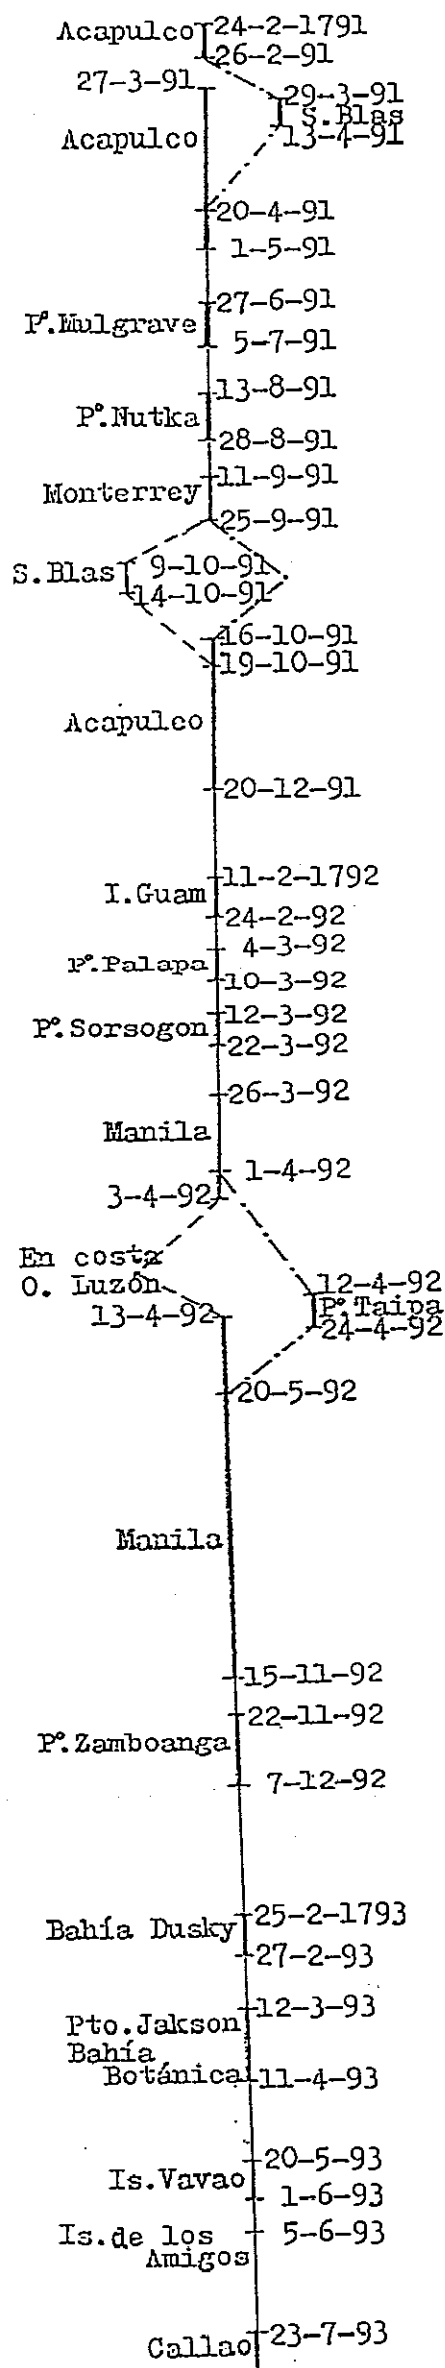 Acapulco 24-2-1791
26-2-91
27-3-91 29-3-91
S.Blas
Acapulco 13-4-91
20-4-91
1-5-91
27-6-91
Pº.Mulgrave
5-7-91
13-8-91
Pº.Nutka
28-8-91
11-9-91
Monterrey
25-9-91
S.Blas 9-10-91
14-10-91
16-10-91
19-10-91
Acapulco
20-12-91
11-2-1792
I.Guam
24-2-92
4-3-92
Pº.Palapa
10-3-92
12-3-92
Pº.Sorsogon
22-3-92
26-3-92
Manila
1-4-92
3-4-92
En costa
O. Luzón 12-4-92
Pº.Taipa
13-4-92 24-4-92
20-5-92
Manila
15-11-92
22-11-92
Pº.Zamboanga
7-12-92
25-2-1793
Bahía Dusky
27-2-93
12-3-93
Pto.Jakson
Bahía
Botánica 11-4-93
20-5-93
Is.Vavao
1-6-93
Is.de los 5-6-93
Amigos
23-7-93
Callao